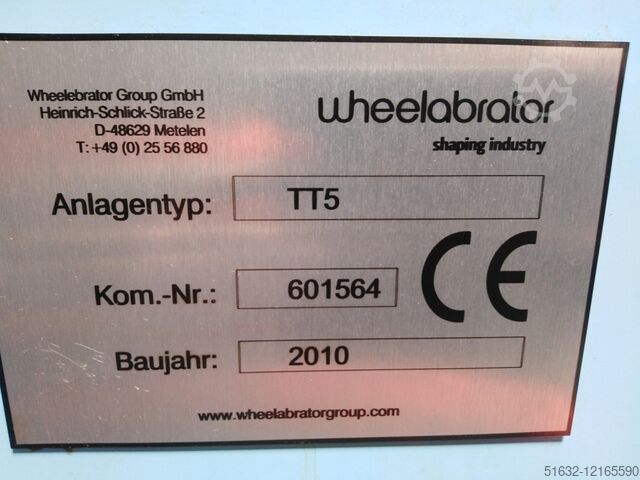 Wheelebrator Group GmbH
Heinrich-Schlick-Straße 2
D-48629 Metelen
T: +49 (0) 25 56 880
wheelabrator
shaping industry
Anlagentyp: TT5
Kom.-Nr.: 601564
CE
Baujahr: 2010
www.wheelabratorgroup.com
51632-12165590